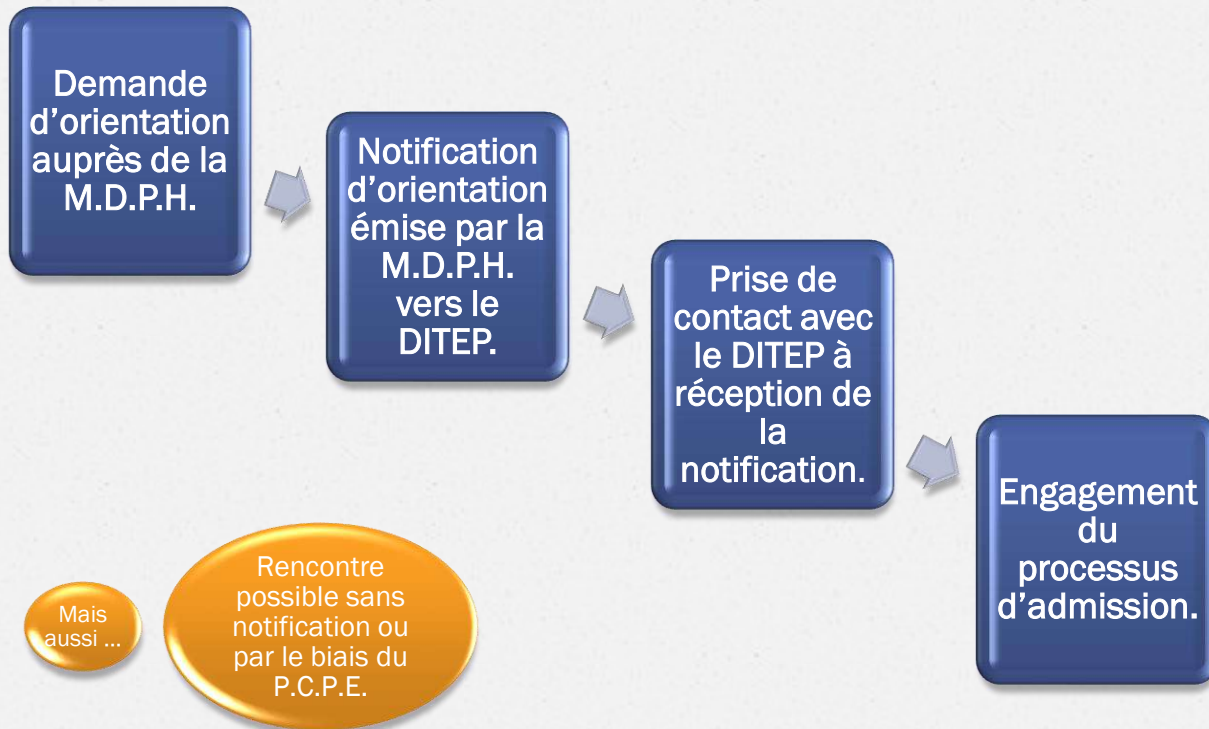 Demande
d'orientation
auprès de la
M.D.P.H.
Notification
d'orientation
émise par la
M.D.P.H.
vers le
DITEP.
Prise de
contact avec
le DITEP à
réception de
la
notification.
Engagement
du
processus
d'admission.
Mais
aussi ...
Rencontre
possible sans
notification ou
par le biais du
P.C.P.E.